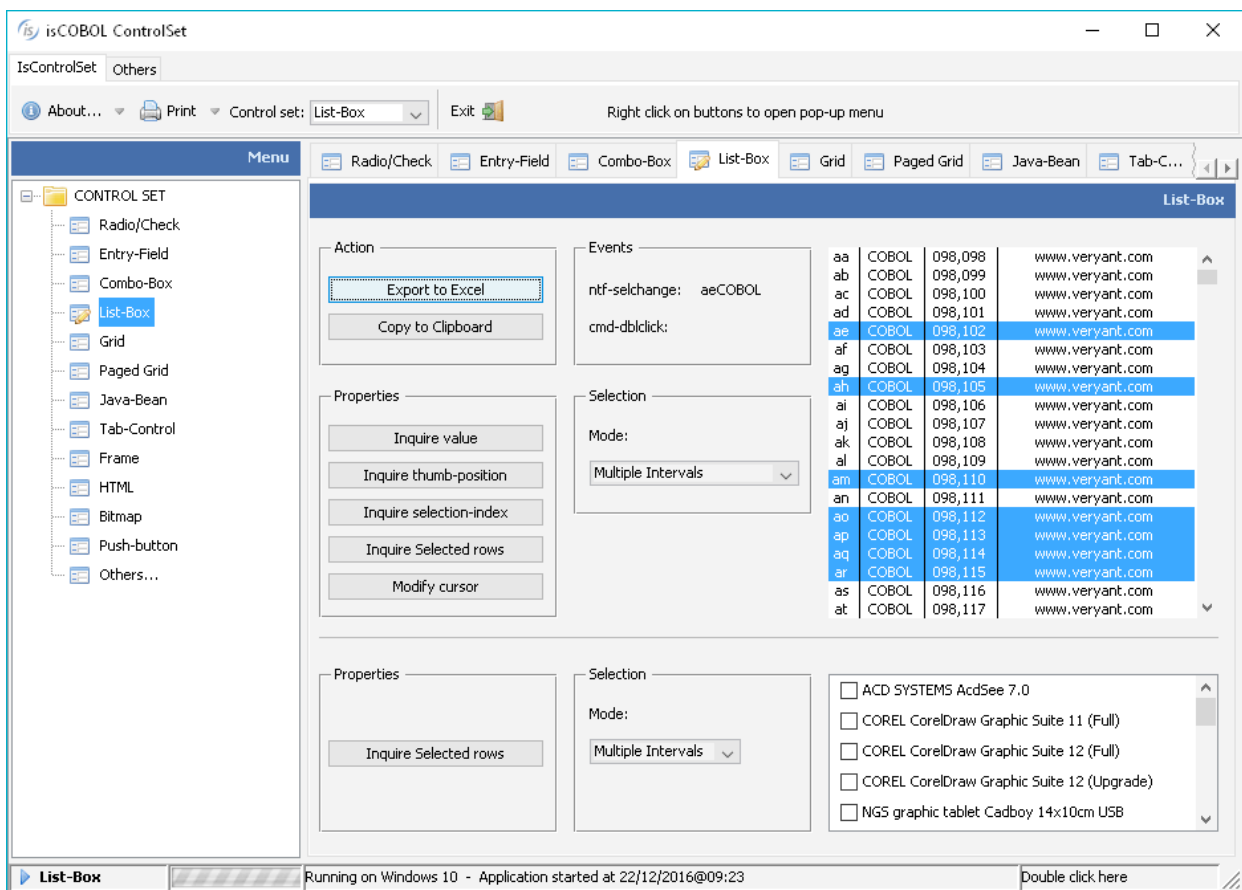 isCOBOL ControlSet
IsControlSet Others
About... Print Control set: List-Box Exit Right click on buttons to open pop-up menu
Menu
CONTROL SET
Radio/Check
Entry-Field
Combo-Box
List-Box
Grid
Paged Grid
Java-Bean
Tab-Control
Frame
HTML
Bitmap
Push-button
Others...
Radio/Check Entry-Field Combo-Box List-Box Grid Paged Grid Java-Bean Tab-C...
List-Box
Action
Export to Excel
Copy to Clipboard
Events
ntf-selchange: aeCOBOL
cmd-dblclick:
Properties
Inquire value
Inquire thumb-position
Inquire selection-index
Inquire Selected rows
Modify cursor
Selection
Mode:
Multiple Intervals
aa COBOL 098,098 www.veryant.com
ab COBOL 098,099 www.veryant.com
ac COBOL 098,100 www.veryant.com
ad COBOL 098,101 www.veryant.com
ae COBOL 098,102 www.veryant.com
af COBOL 098,103 www.veryant.com
ag COBOL 098,104 www.veryant.com
ah COBOL 098,105 www.veryant.com
ai COBOL 098,106 www.veryant.com
aj COBOL 098,107 www.veryant.com
ak COBOL 098,108 www.veryant.com
al COBOL 098,109 www.veryant.com
am COBOL 098,110 www.veryant.com
an COBOL 098,111 www.veryant.com
ao COBOL 098,112 www.veryant.com
ap COBOL 098,113 www.veryant.com
aq COBOL 098,114 www.veryant.com
ar COBOL 098,115 www.veryant.com
as COBOL 098,116 www.veryant.com
at COBOL 098,117 www.veryant.com
Properties
Inquire Selected rows
Selection
Mode:
Multiple Intervals
ACD SYSTEMS AcdSee 7.0
COREL CorelDraw Graphic Suite 11 (Full)
COREL CorelDraw Graphic Suite 12 (Full)
COREL CorelDraw Graphic Suite 12 (Upgrade)
NGS graphic tablet Cadboy 14x10cm USB
List-Box Running on Windows 10 - Application started at 22/12/2016@09:23 Double click here